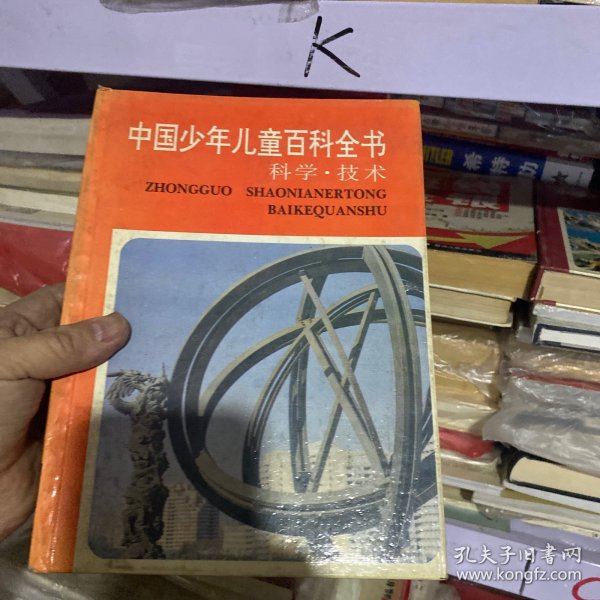 K
中国少年儿童百科全书
科学·技术
ZHONGGUO SHAONIANERTONG
BAIKEQUANSHU
孔夫子旧书网
www.kongfz.com